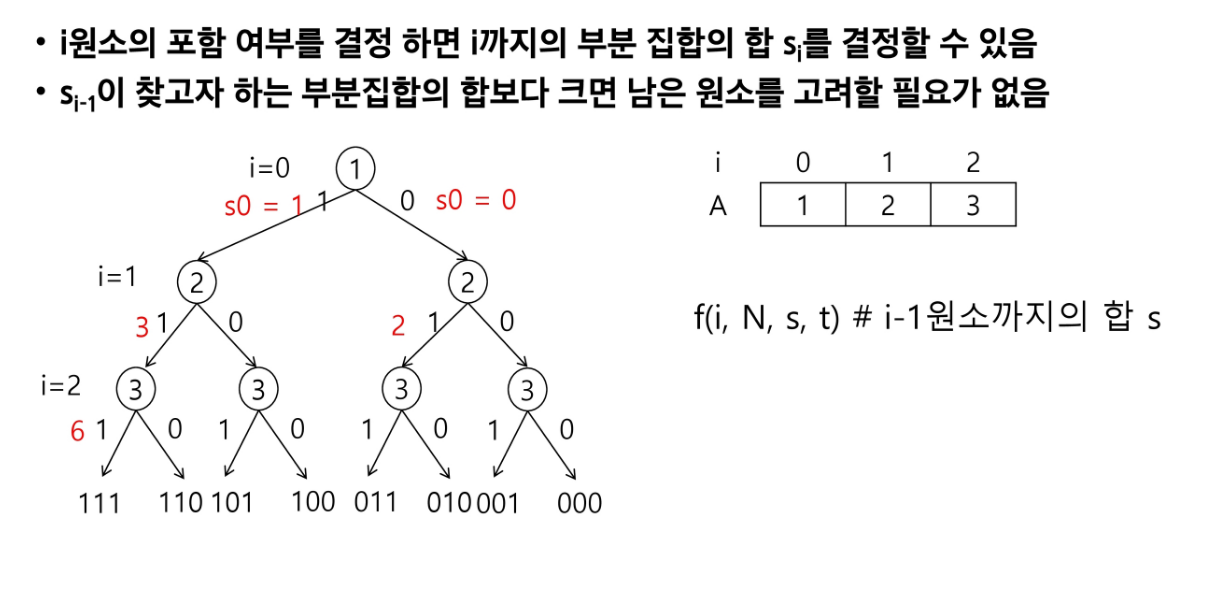 • i원소의 포함 여부를 결정 하면 i까지의 부분 집합의 합 si를 결정할 수 있음
• si-1이 찾고자 하는 부분집합의 합보다 크면 남은 원소를 고려할 필요가 없음
i=0 1 i 0 1 2
s0 = 1 1 0 s0 = 0 A 1 2 3
i=1 2 2
3 1 0 2 1 0 f(i, N, s, t) # i-1원소까지의 합 s
i=2 3 3 3 3
6 1 0 1 0 1 0 1 0
111 110 101 100 011 010 001 000